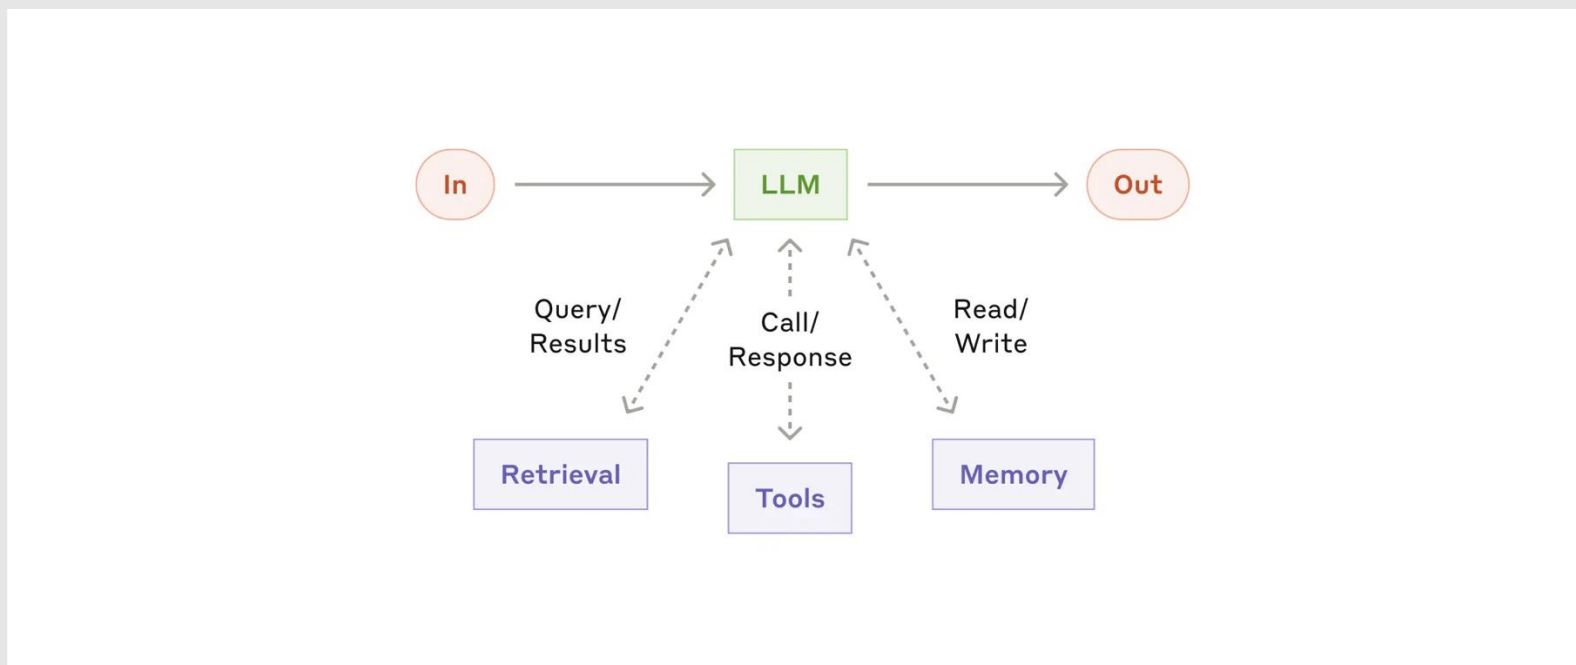 In
LLM
Out
Query/
Results
Call/
Response
Read/
Write
Retrieval
Tools
Memory